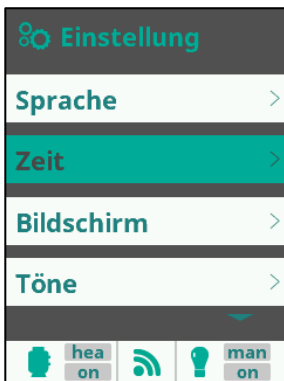 Einstellung
Sprache
Zeit
Bildschirm
Töne
hea
on
man
on